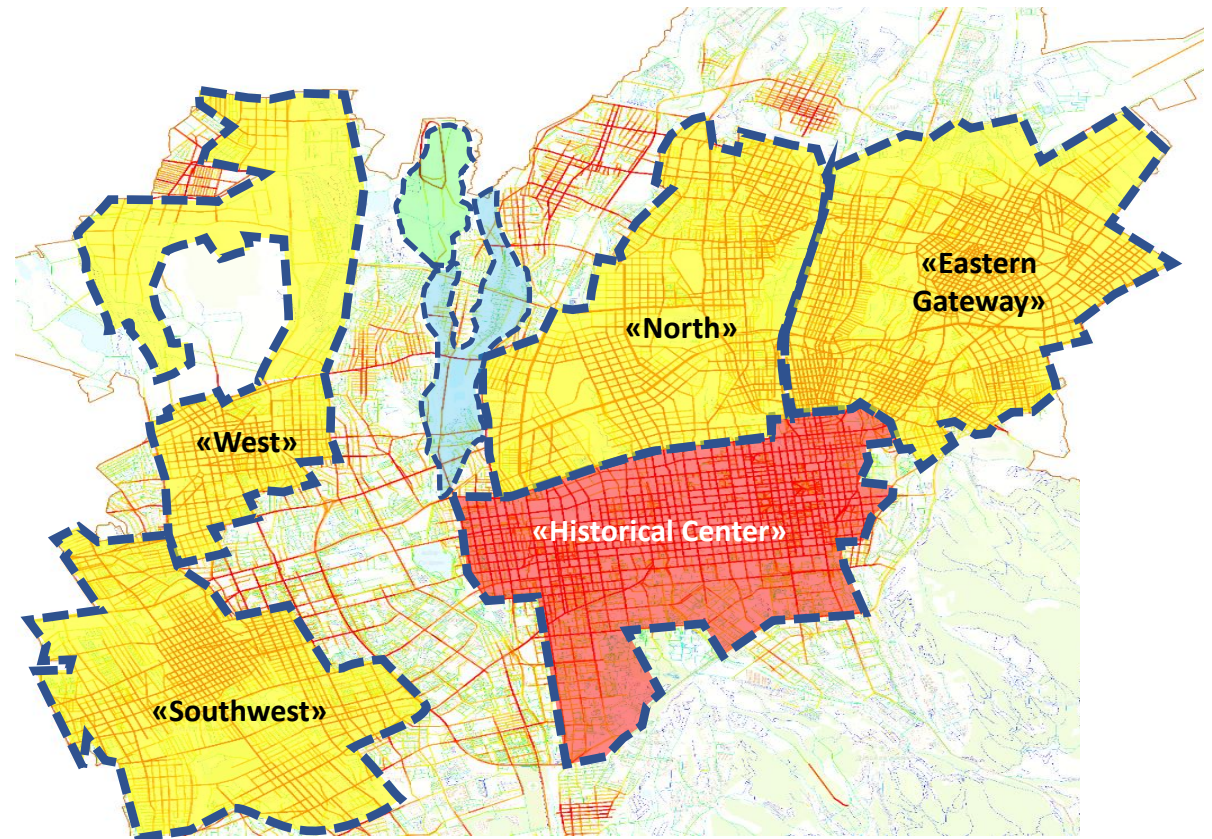 «Eastern
Gateway»
«North»
«West»
«Historical Center»
«Southwest»